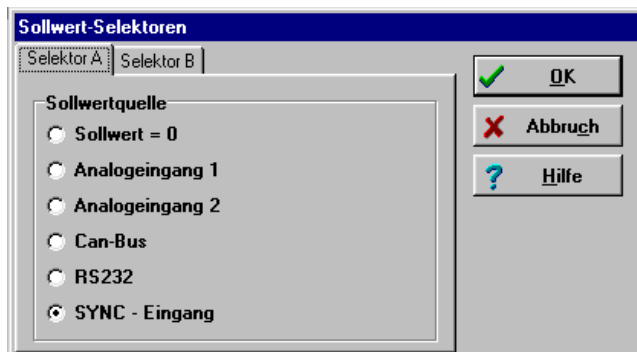 Sollwert-Selektoren
Selektor A
Selektor B
Sollwertquelle
Sollwert = 0
Analogeingang 1
Analogeingang 2
Can-Bus
RS232
SYNC - Eingang
OK
Abbruch
Hilfe